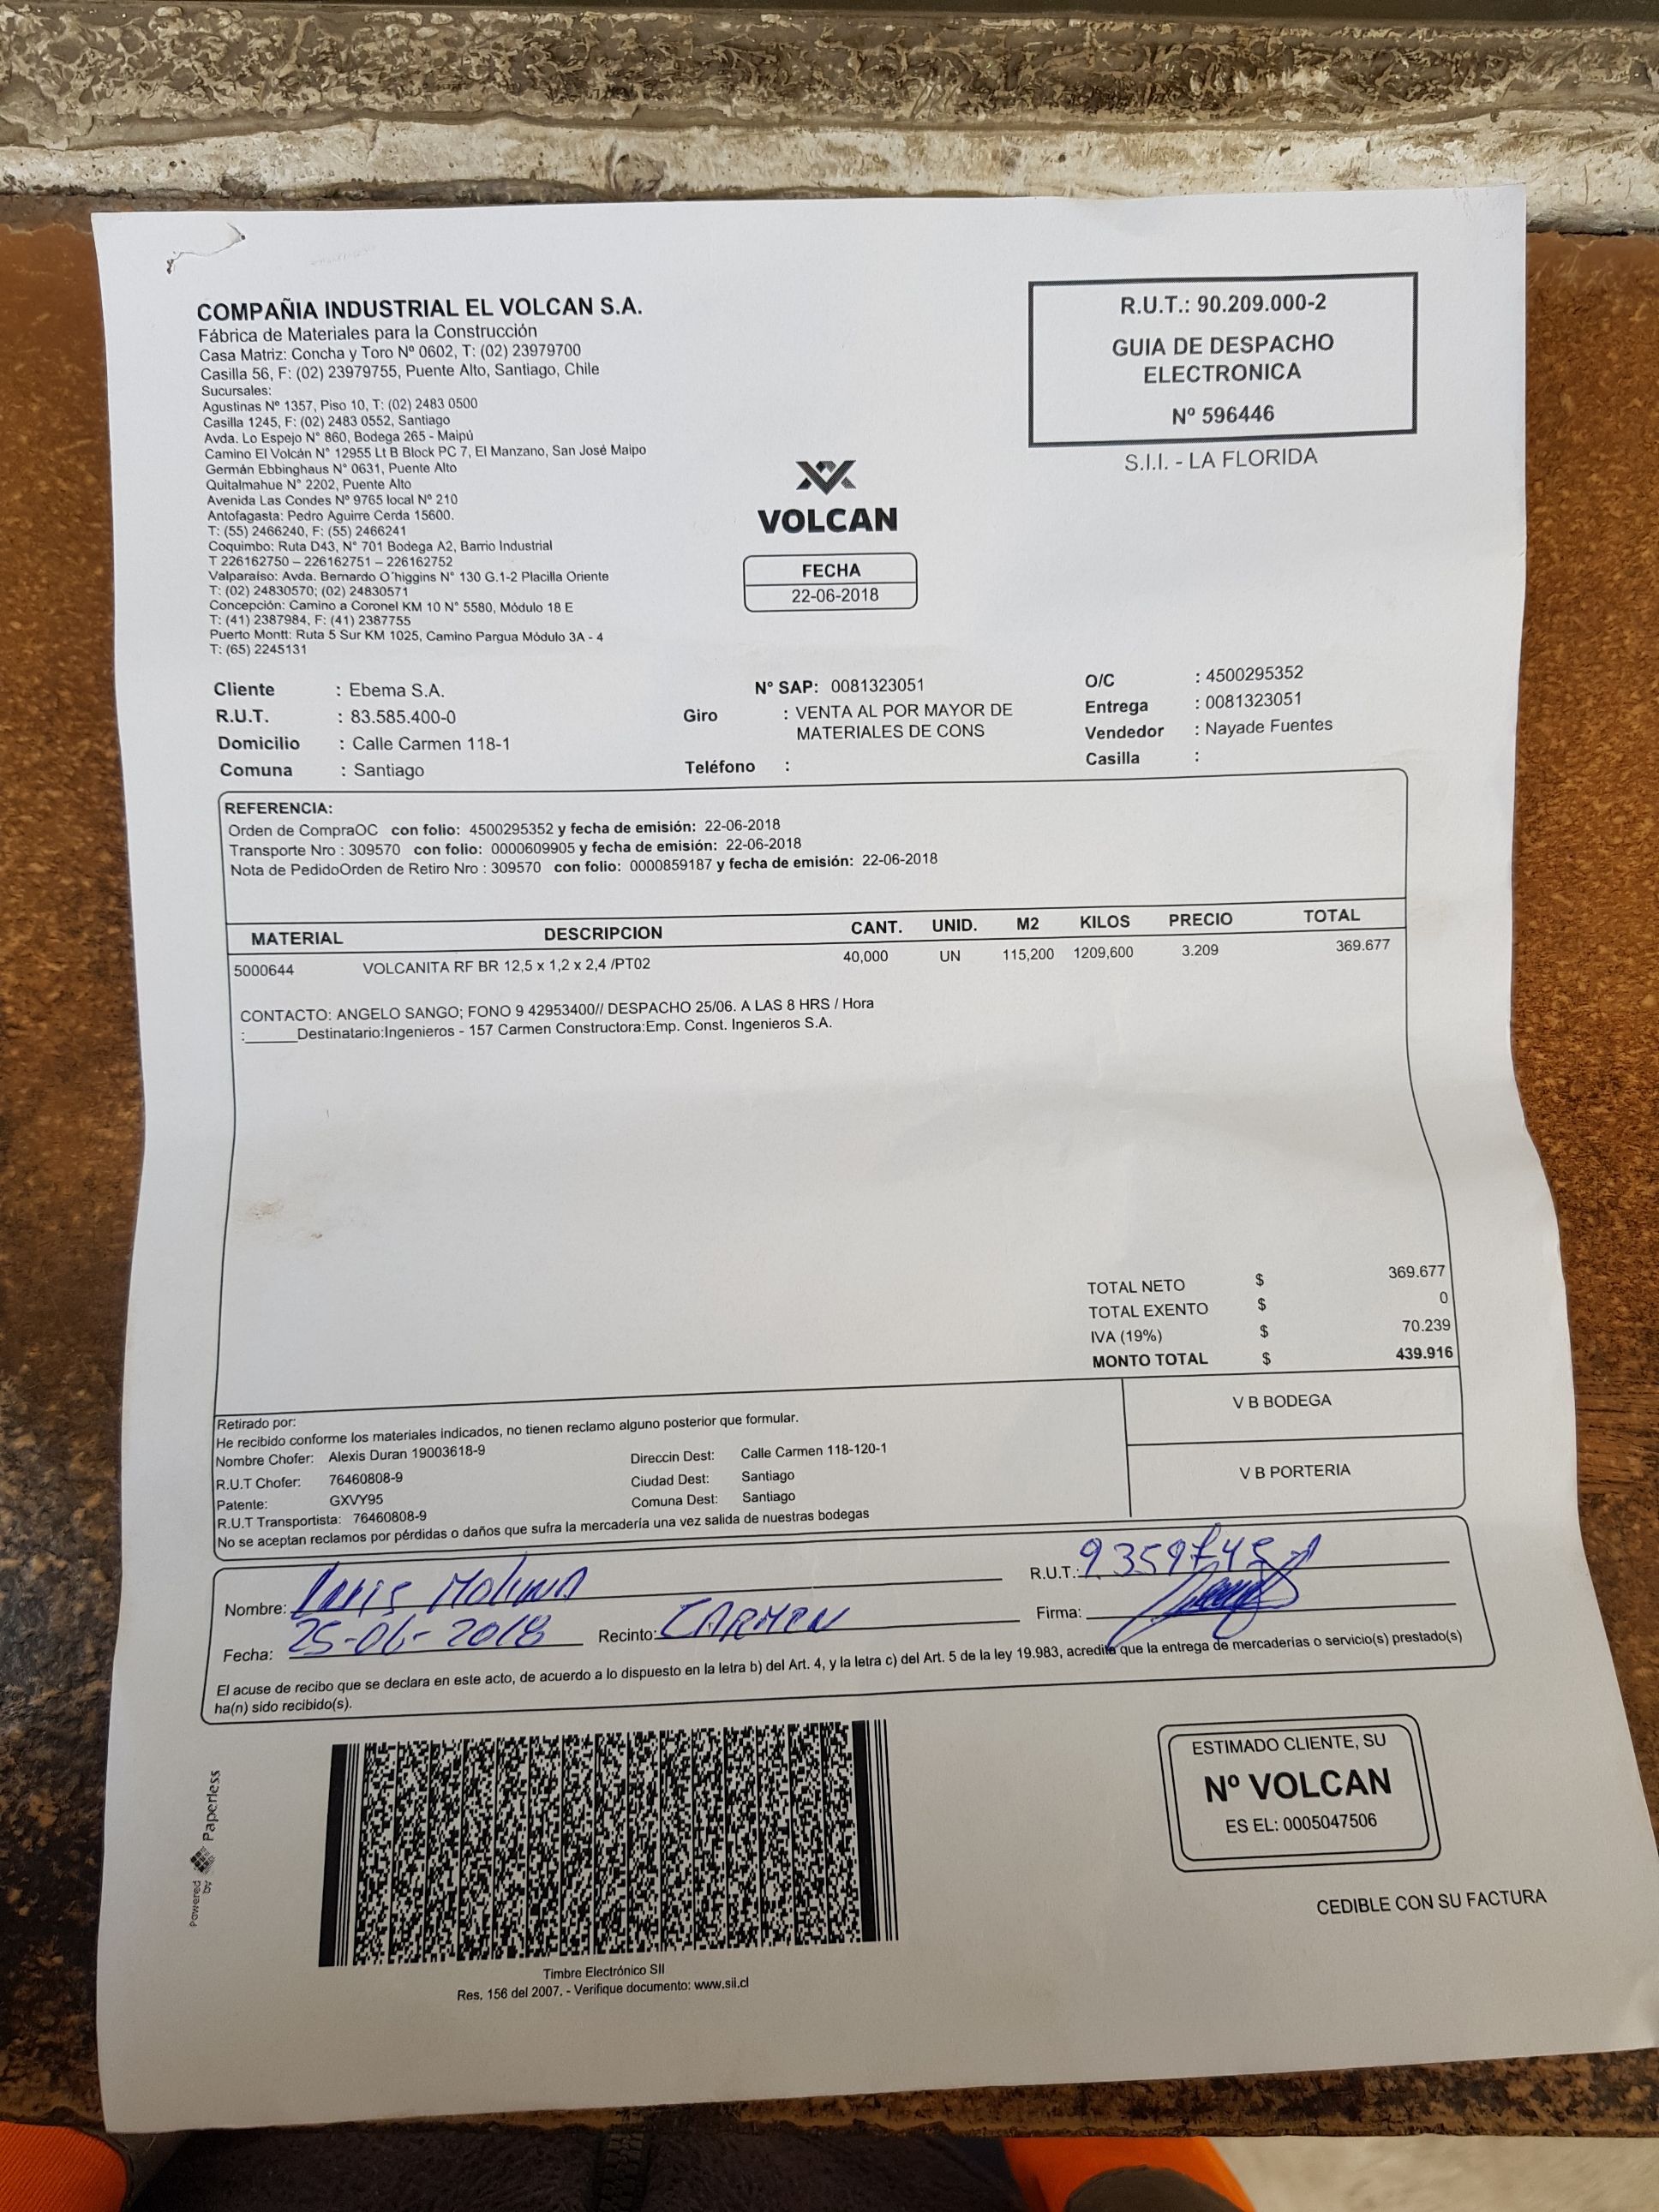 COMPAÑIA INDUSTRIAL EL VOLCAN S.A.
Fábrica de Materiales para la Construcción
Casa Matriz: Concha y Toro Nº 0602, T: (02) 23979700
Casilla 56, F: (02) 23979755, Puente Alto, Santiago, Chile
Sucursales:
Agustinas Nº 1357, Piso 10, T: (02) 2483 0500
Casilla 1245, F: (02) 2483 0552, Santiago
Avda. Lo Espejo N° 860, Bodega 265 - Maipú
Camino El Volcán N° 12955 Lt B Block PC 7, El Manzano, San José Maipo
Germán Ebbinghaus N° 0631, Puente Alto
Quitalmahue N° 2202, Puente Alto
Avenida Las Condes Nº 9765 local Nº 210
Antofagasta: Pedro Aguirre Cerda 15600.
T: (55) 2466240, F: (55) 2466241
Coquimbo: Ruta D43, N° 701 Bodega A2, Barrio Industrial
T 226162750 – 226162751 – 226162752
Valparaíso: Avda. Bernardo O´higgins N° 130 G.1-2 Placilla Oriente
T: (02) 24830570; (02) 24830571
Concepción: Camino a Coronel KM 10 N° 5580, Módulo 18 E
T: (41) 2387984, F: (41) 2387755
Puerto Montt: Ruta 5 Sur KM 1025, Camino Pargua Módulo 3A - 4
T: (65) 2245131
R.U.T.: 90.209.000-2
GUIA DE DESPACHO
ELECTRONICA
Nº 596446
S.I.I. - LA FLORIDA
VOLCAN
FECHA
22-06-2018
Cliente : Ebema S.A.
R.U.T. : 83.585.400-0
Domicilio : Calle Carmen 118-1
Comuna : Santiago
N° SAP: 0081323051
Giro : VENTA AL POR MAYOR DE
MATERIALES DE CONS
Teléfono :
O/C : 4500295352
Entrega : 0081323051
Vendedor : Nayade Fuentes
Casilla :
REFERENCIA:
Orden de CompraOC con folio: 4500295352 y fecha de emisión: 22-06-2018
Transporte Nro : 309570 con folio: 0000609905 y fecha de emisión: 22-06-2018
Nota de PedidoOrden de Retiro Nro : 309570 con folio: 0000859187 y fecha de emisión: 22-06-2018
MATERIAL DESCRIPCION CANT. UNID. M2 KILOS PRECIO TOTAL
5000644 VOLCANITA RF BR 12,5 x 1,2 x 2,4 /PT02 40,000 UN 115,200 1209,600 3.209 369.677
CONTACTO: ANGELO SANGO; FONO 9 42953400// DESPACHO 25/06. A LAS 8 HRS / Hora
:______Destinatario:Ingenieros - 157 Carmen Constructora:Emp. Const. Ingenieros S.A.
TOTAL NETO $ 369.677
TOTAL EXENTO $ 0
IVA (19%) $ 70.239
MONTO TOTAL $ 439.916
Retirado por:
He recibido conforme los materiales indicados, no tienen reclamo alguno posterior que formular.
Nombre Chofer: Alexis Duran 19003618-9 Direccin Dest: Calle Carmen 118-120-1
R.U.T Chofer: 76460808-9 Ciudad Dest: Santiago
Patente: GXVY95 Comuna Dest: Santiago
R.U.T Transportista: 76460808-9
No se aceptan reclamos por pérdidas o daños que sufra la mercadería una vez salida de nuestras bodegas
V B BODEGA
V B PORTERIA
Nombre: Luis Molina R.U.T.:
Fecha: 25-06-2018 Recinto: CARMEN Firma:
El acuse de recibo que se declara en este acto, de acuerdo a lo dispuesto en la letra b) del Art. 4, y la letra c) del Art. 5 de la ley 19.983, acredita que la entrega de mercaderías o servicio(s) prestado(s)
ha(n) sido recibido(s).
Powered by Paperless
Timbre Electrónico SII
Res. 156 del 2007. - Verifique documento: www.sii.cl
ESTIMADO CLIENTE, SU
Nº VOLCAN
ES EL: 0005047506
CEDIBLE CON SU FACTURA